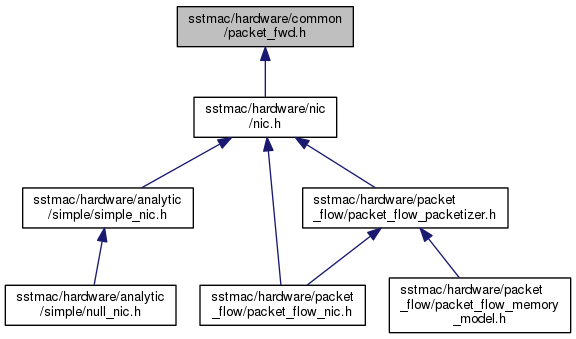 sstmac/hardware/common
/packet_fwd.h
sstmac/hardware/nic
/nic.h
sstmac/hardware/analytic
/simple/simple_nic.h
sstmac/hardware/packet
_flow/packet_flow_packetizer.h
sstmac/hardware/analytic
/simple/null_nic.h
sstmac/hardware/packet
_flow/packet_flow_nic.h
sstmac/hardware/packet
_flow/packet_flow_memory
_model.h